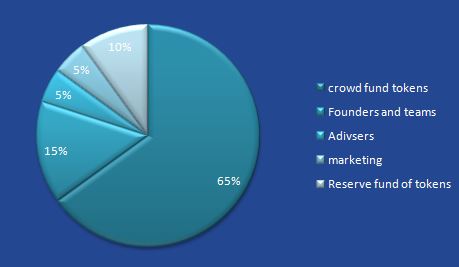 10%
5%
5%
15%
65%
crowd fund tokens
Founders and teams
Adivsers
marketing
Reserve fund of tokens